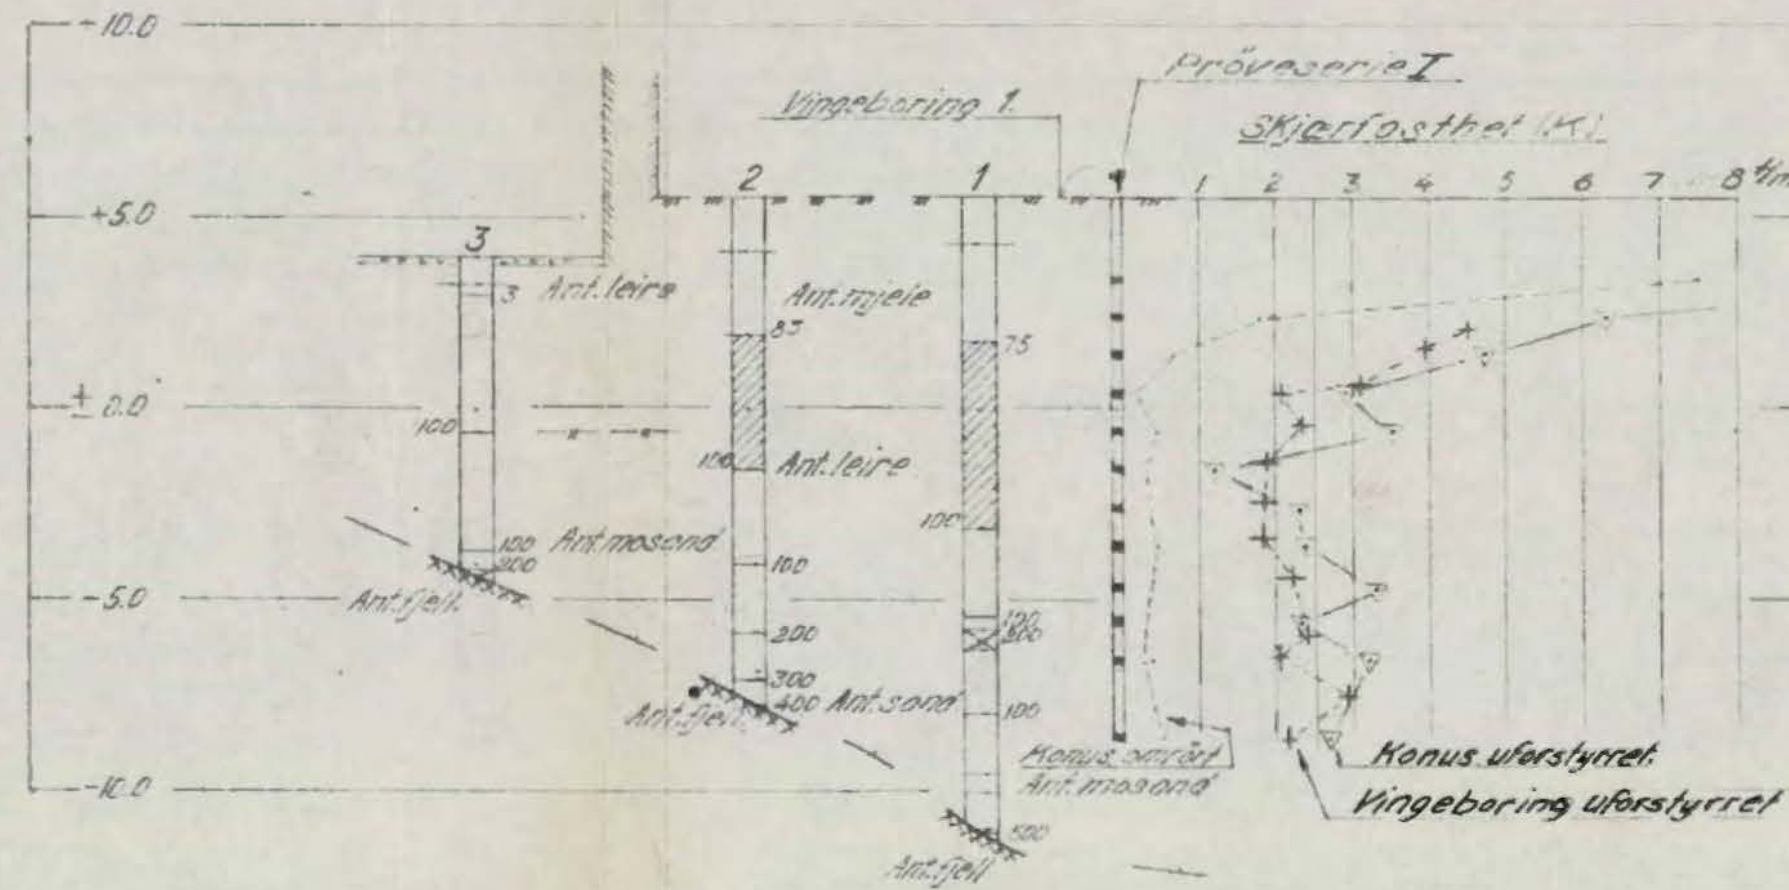 -10.0
Prøveserie I
Vingeboring 1.
Skjærfasthet (K)
2
1
1 2 3 4 5 6 7 8 t/m
+5.0
3
3 Ant. leire
Ant. mjele
83
75
± 0.0
100
100 Ant. leire
100
100 Ant. mosand
200
100
Ant. fjell.
-5.0
100
200
200
300
400 Ant. sand
Ant. fjell.
100
Konus omrört
Ant. mosand
Konus uforstyrret.
-10.0
Vingeboring uforstyrret
500
Ant. fjell